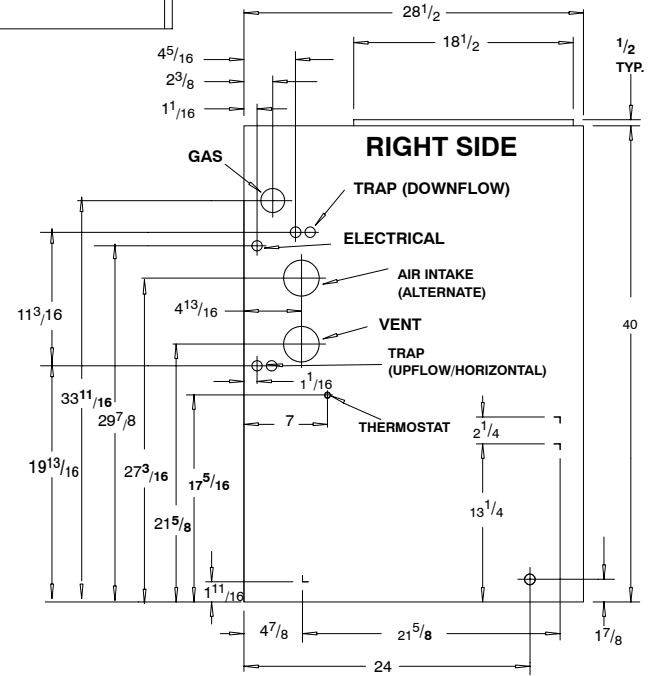 28 1/2
18 1/2
4 5/16
1/2
TYP.
2 3/8
1 1/16
RIGHT SIDE
GAS
TRAP (DOWNFLOW)
ELECTRICAL
AIR INTAKE
(ALTERNATE)
4 13/16
11 3/16
VENT
40
TRAP
(UPFLOW/HORIZONTAL)
1 1/16
33 11/16
29 7/8
7
THERMOSTAT
2 1/4
19 13/16
27 3/16
17 5/16
13 1/4
21 5/8
1 11/16
4 7/8
21 5/8
1 7/8
24